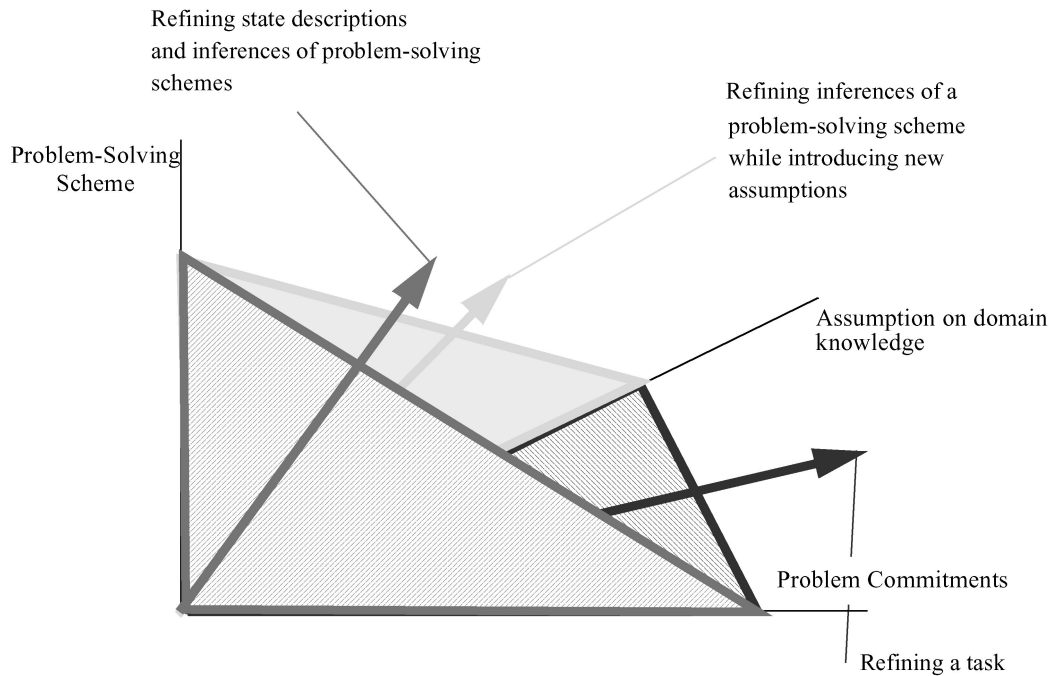 Refining state descriptions
and inferences of problem-solving
schemes
Refining inferences of a
problem-solving scheme
while introducing new
assumptions
Problem-Solving
Scheme
Assumption on domain
knowledge
Problem Commitments
Refining a task